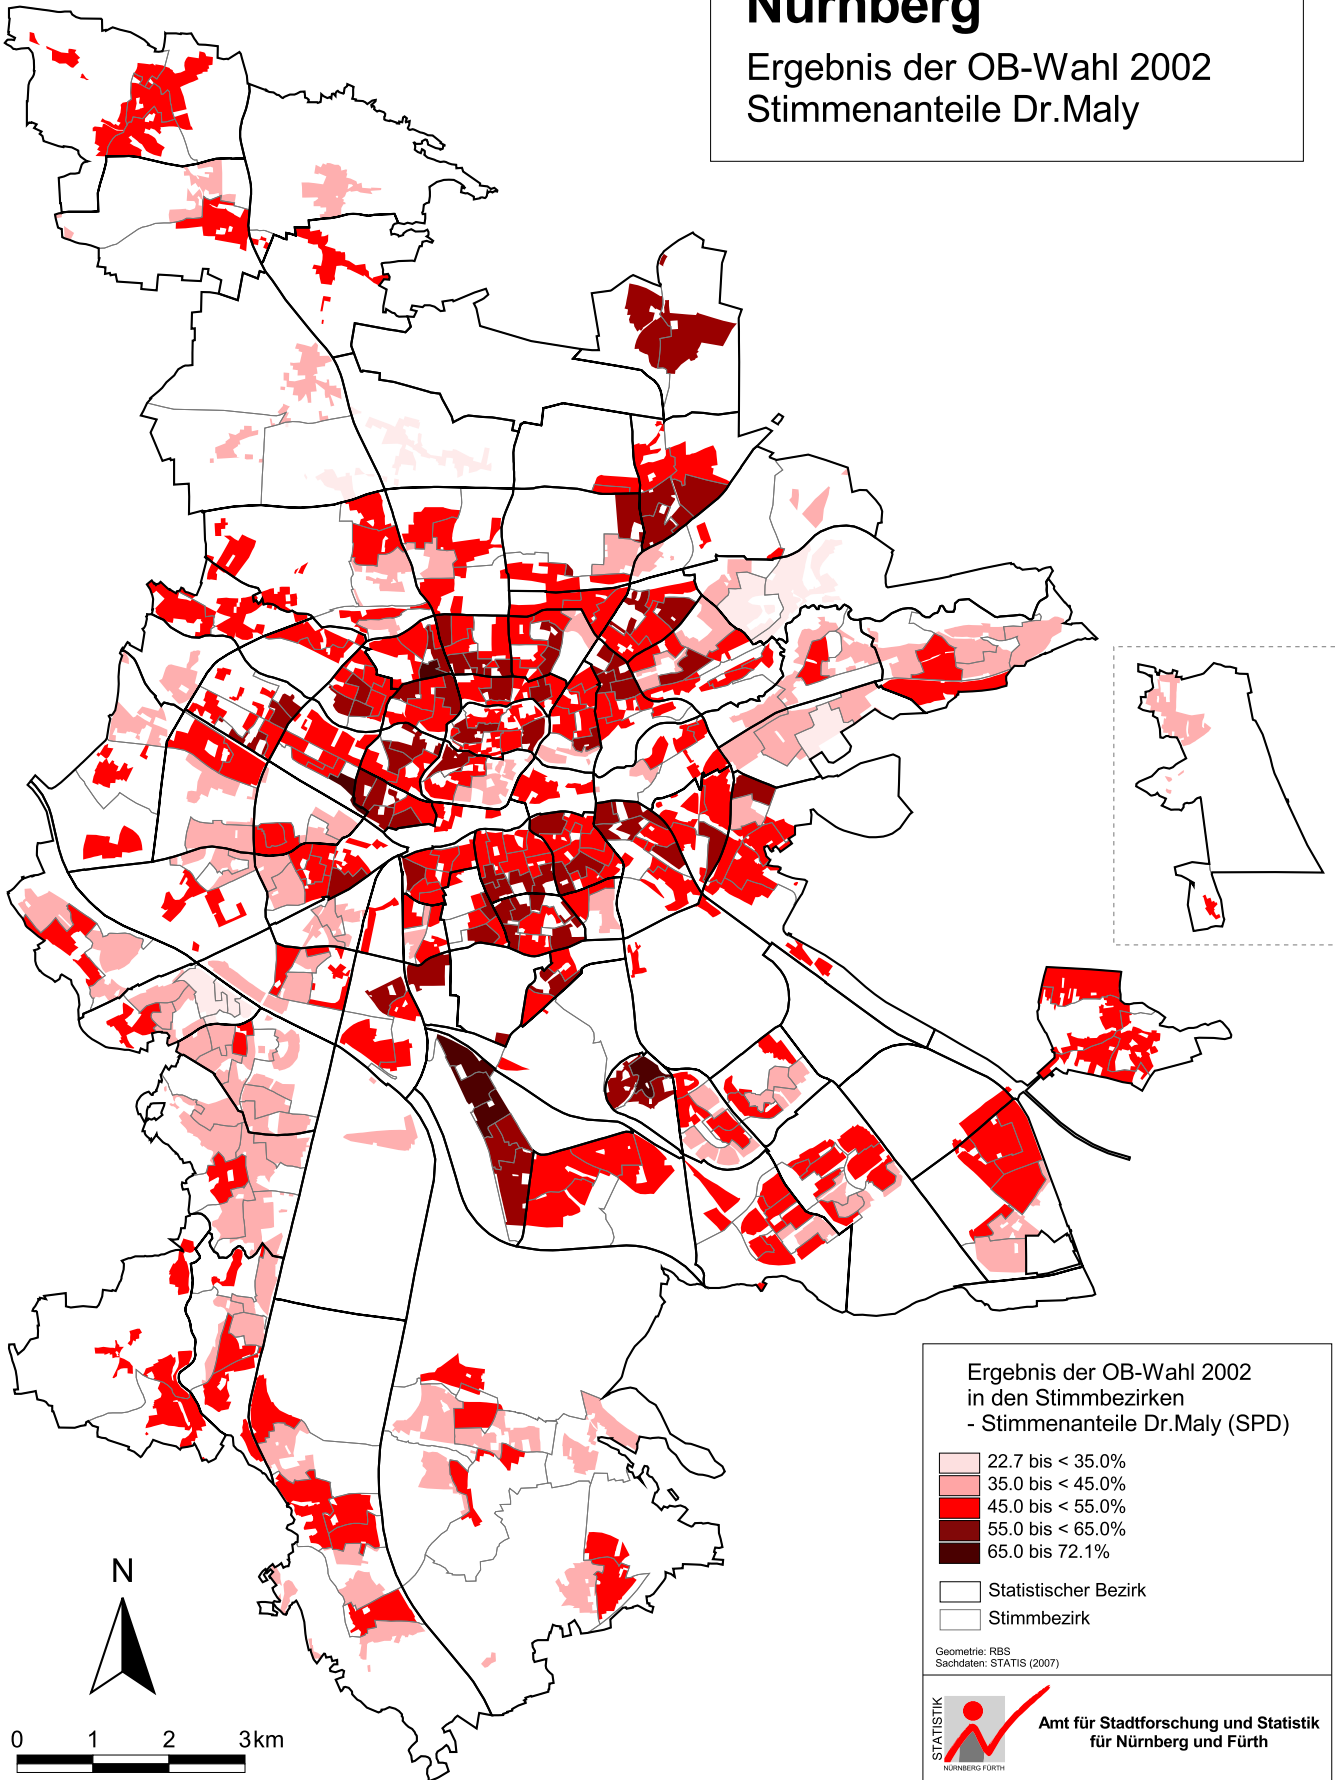 Nürnberg
Ergebnis der OB-Wahl 2002
Stimmenanteile Dr.Maly
Ergebnis der OB-Wahl 2002
in den Stimmbezirken
- Stimmenanteile Dr.Maly (SPD)
22.7 bis < 35.0%
35.0 bis < 45.0%
45.0 bis < 55.0%
55.0 bis < 65.0%
65.0 bis 72.1%
Statistischer Bezirk
Stimmbezirk
Geometrie: RBS
Sachdaten: STATIS (2007)
STATISTIK
NÜRNBERG FÜRTH
Amt für Stadtforschung und Statistik
für Nürnberg und Fürth
N
0 1 2 3km